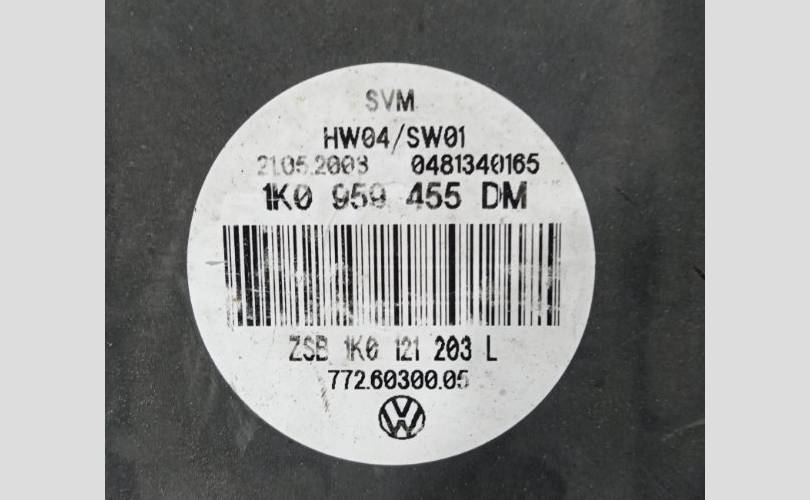 SVM
HW04/SW01
21.05.2008 0481340165
1K0 959 455 DM
ZSB 1K0 121 203 L
772.60300.05